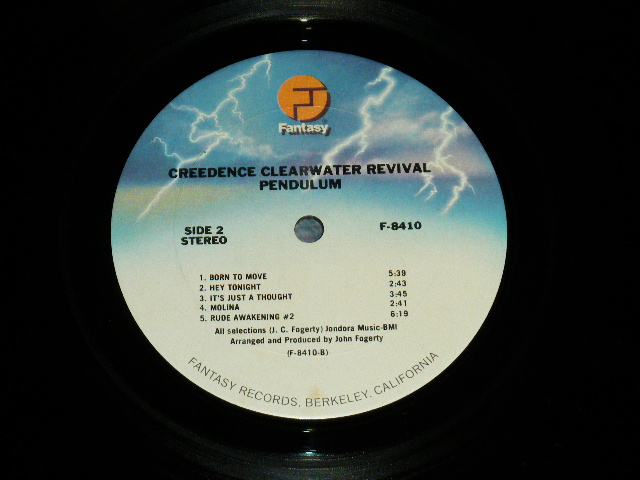 Fantasy
CREEDENCE CLEARWATER REVIVAL
PENDULUM
SIDE 2
STEREO
F-8410
1. BORN TO MOVE 5:39
2. HEY TONIGHT 2:43
3. IT'S JUST A THOUGHT 3:45
4. MOLINA 2:41
5. RUDE AWAKENING #2 6:19
All selections (J. C. Fogerty) Jondora Music-BMI
Arranged and Produced by John Fogerty
(F-8410-B)
FANTASY RECORDS, BERKELEY, CALIFORNIA